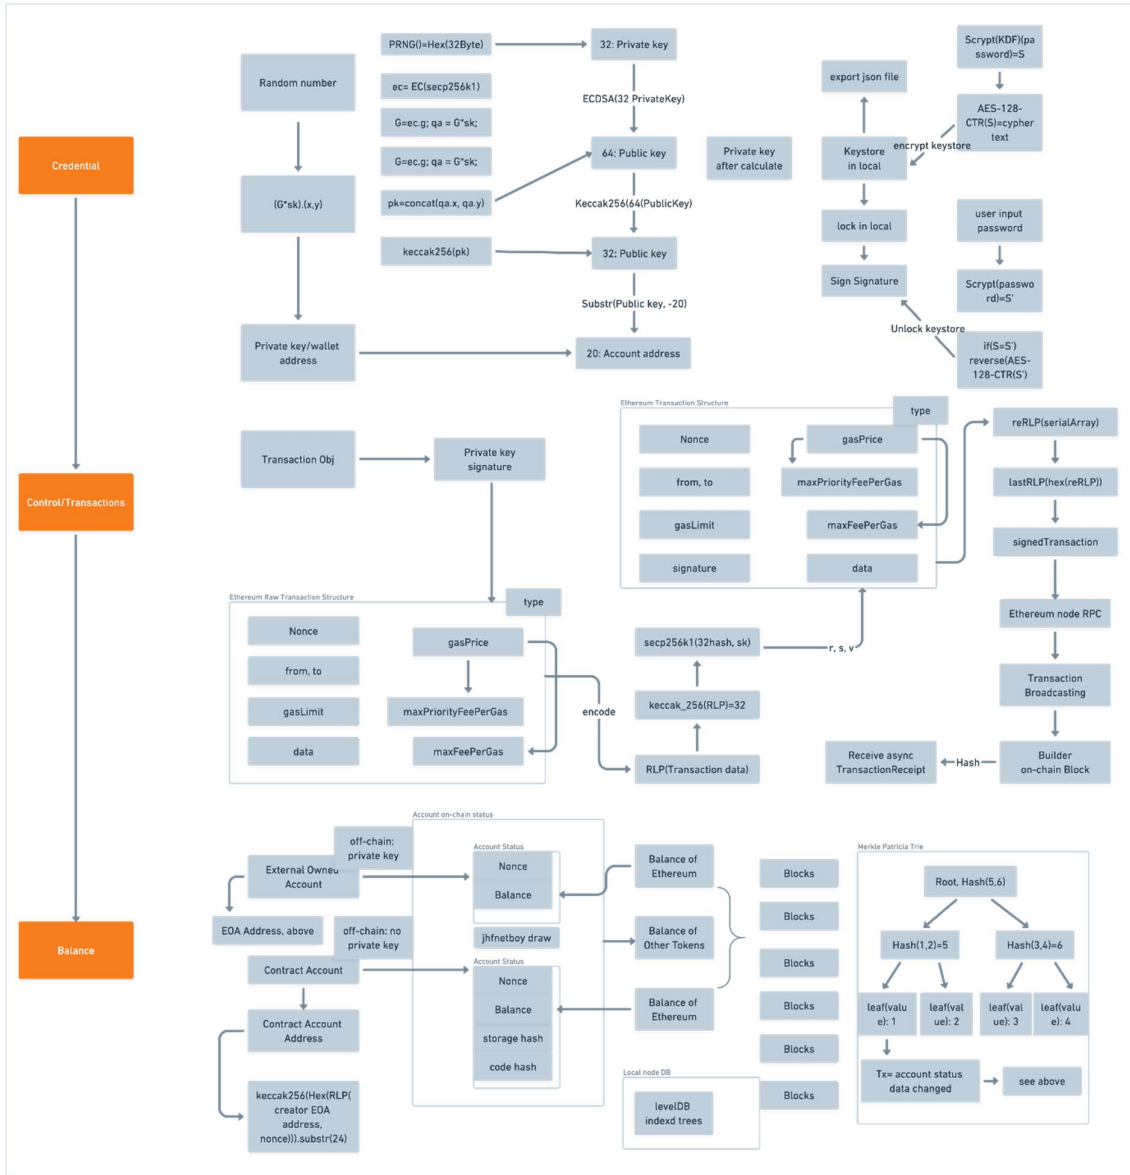 Credential
Control/Transactions
Balance
Random number
(G*sk).(x,y)
Private key/wallet
address
PRNG()=Hex(32Byte)
ec= EC(secp256k1)
G=ec.g; qa = G*sk;
G=ec.g; qa = G*sk;
pk=concat(qa.x, qa.y)
keccak256(pk)
32: Private key
ECDSA(32 PrivateKey)
64: Public key
Keccak256(64(PublicKey)
32: Public key
Substr(Public key, -20)
20: Account address
Private key
after calculate
export json file
Keystore
in local
lock in local
Sign Signature
Scrypt(KDF)(pa
ssword)=S
AES-128-
CTR(S)=cypher
text
encrypt keystore
user input
password
Scrypt(passwo
rd)=S'
Unlock keystore
if(S=S')
reverse(AES-
128-CTR(S')
Transaction Obj
Private key
signature
Ethereum Transaction Structure
type
Nonce
from, to
gasLimit
signature
gasPrice
maxPriorityFeePerGas
maxFeePerGas
data
reRLP(serialArray)
lastRLP(hex(reRLP))
signedTransaction
Ethereum node RPC
Transaction
Broadcasting
Builder
on-chain Block
Hash
Receive async
TransactionReceipt
Ethereum Raw Transaction Structure
type
Nonce
from, to
gasLimit
data
gasPrice
maxPriorityFeePerGas
maxFeePerGas
encode
secp256k1(32hash, sk)
r, s, v
keccak_256(RLP)=32
RLP(Transaction data)
off-chain:
private key
External Owned
Account
EOA Address, above
off-chain: no
private key
Contract Account
Contract Account
Address
keccak256(Hex(RLP(
creator EOA
address,
nonce))).substr(24)
Account on-chain status
Account Status
Nonce
Balance
jhfnetboy draw
Account Status
Nonce
Balance
storage hash
code hash
Balance of
Ethereum
Balance of
Other Tokens
Balance of
Ethereum
Local node DB
levelDB
indexd trees
Blocks
Blocks
Blocks
Blocks
Blocks
Blocks
Merkle Patricia Trie
Root, Hash(5,6)
Hash(1,2)=5
Hash(3,4)=6
leaf(valu
e): 1
leaf(val
ue): 2
leaf(val
ue): 3
leaf(valu
e): 4
Tx= account status
data changed
see above